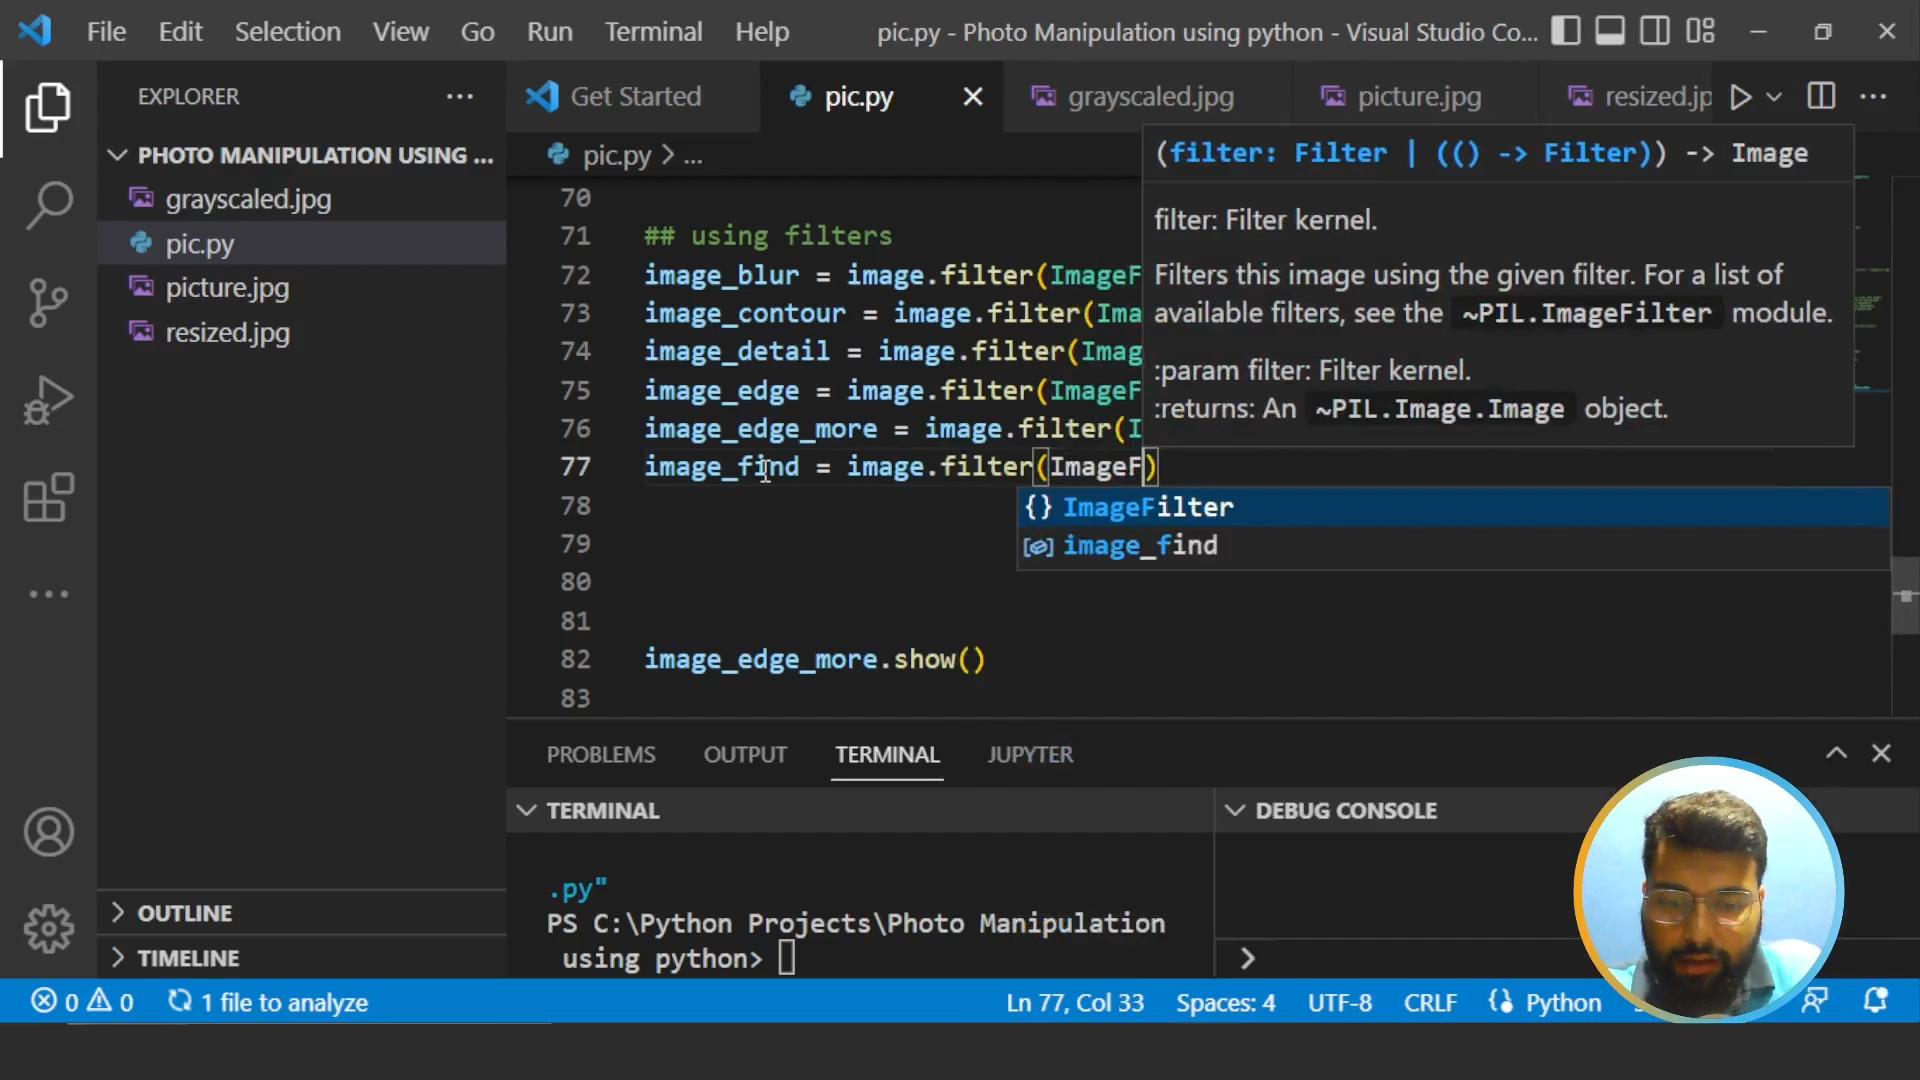 File Edit Selection View Go Run Terminal Help pic.py - Photo Manipulation using python - Visual Studio Co...
EXPLORER
PHOTO MANIPULATION USING ...
grayscaled.jpg
pic.py
picture.jpg
resized.jpg
OUTLINE
TIMELINE
Get Started pic.py grayscaled.jpg picture.jpg resized.jp
pic.py > ...
70
71 ## using filters
72 image_blur = image.filter(ImageF
73 image_contour = image.filter(Ima
74 image_detail = image.filter(Imag
75 image_edge = image.filter(ImageF
76 image_edge_more = image.filter(I
77 image_find = image.filter(ImageF)
78
79
80
81
82 image_edge_more.show()
83
(filter: Filter | (() -> Filter)) -> Image
filter: Filter kernel.
Filters this image using the given filter. For a list of
available filters, see the ~PIL.ImageFilter module.
:param filter: Filter kernel.
:returns: An ~PIL.Image.Image object.
{} ImageFilter
image_find
PROBLEMS OUTPUT TERMINAL JUPYTER
TERMINAL
.py"
PS C:\Python Projects\Photo Manipulation
using python>
DEBUG CONSOLE
>
0 0 1 file to analyze Ln 77, Col 33 Spaces: 4 UTF-8 CRLF Python